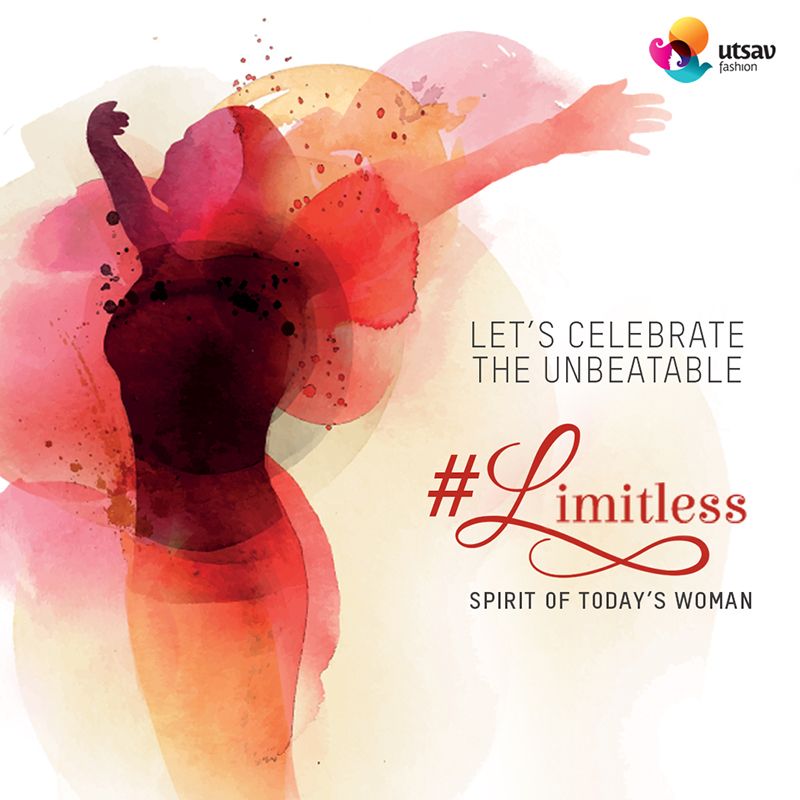 utsav
fashion
LET'S CELEBRATE
THE UNBEATABLE
#Limitless
SPIRIT OF TODAY'S WOMAN